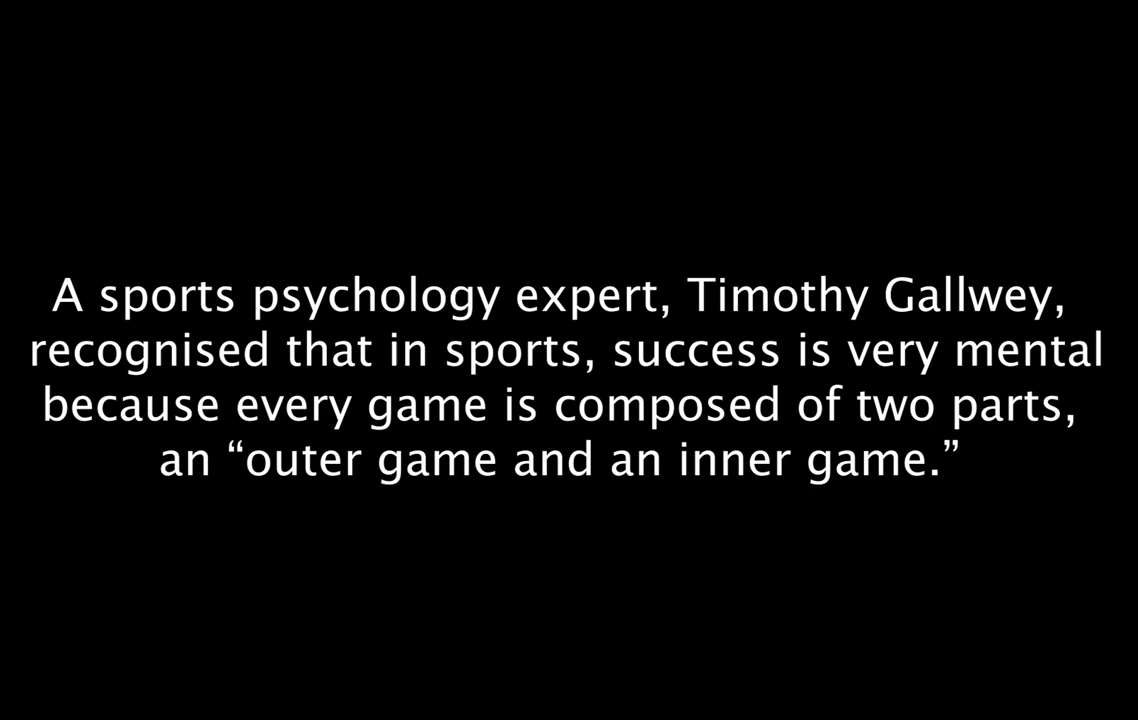 A sports psychology expert, Timothy Gallwey,
recognised that in sports, success is very mental
because every game is composed of two parts,
an “outer game and an inner game.”